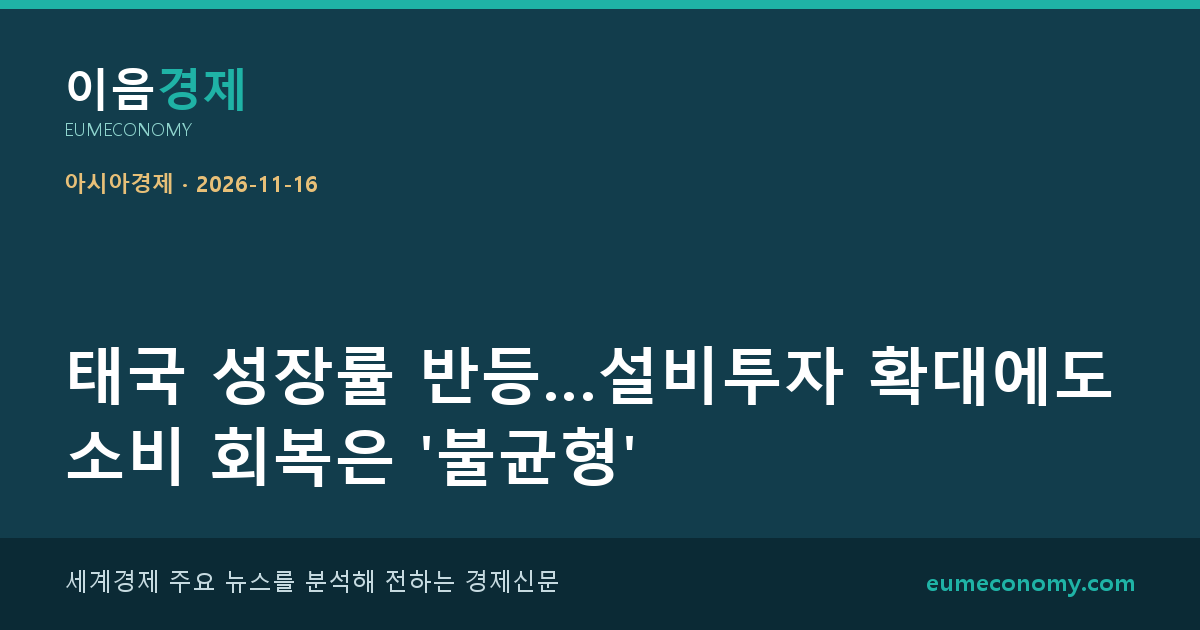 이음경제
EUMECONOMY
아시아경제 · 2026-11-16
태국 성장률 반등...설비투자 확대에도
소비 회복은 '불균형'
세계경제 주요 뉴스를 분석해 전하는 경제신문
eumeconomy.com